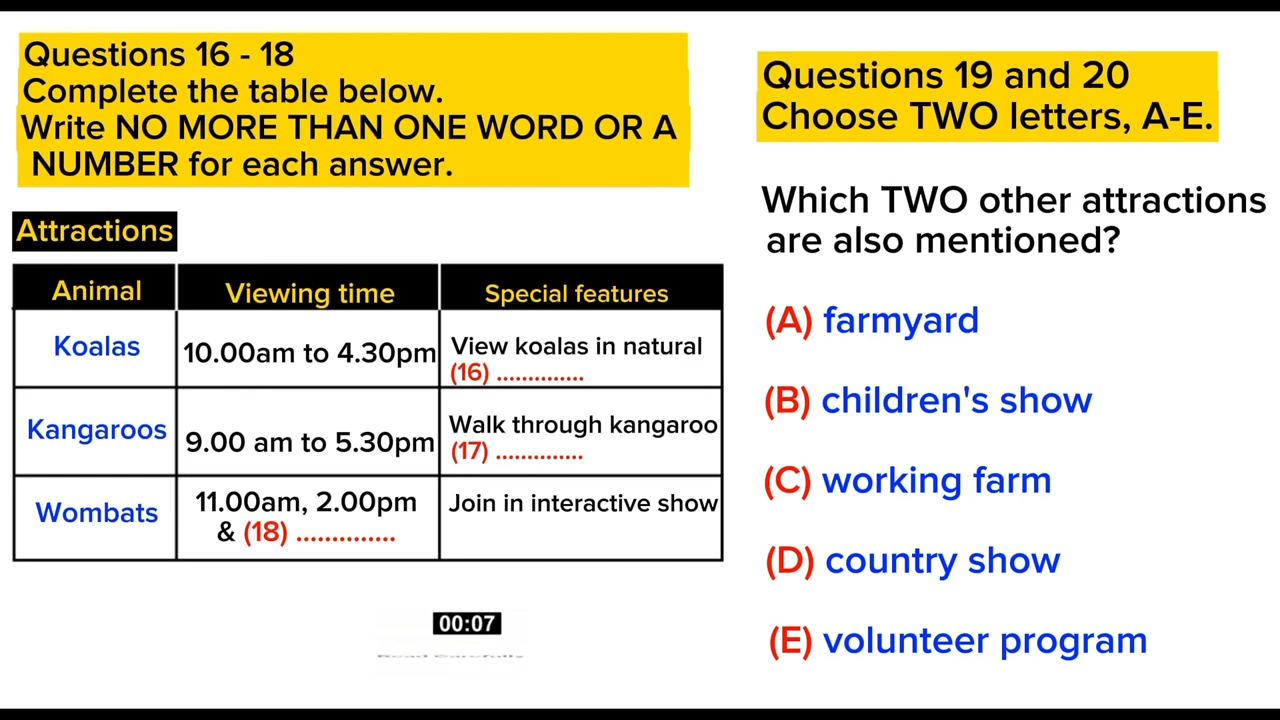 Questions 16 - 18
Complete the table below.
Write NO MORE THAN ONE WORD OR A
NUMBER for each answer.
Attractions
Animal Viewing time Special features
Koalas 10.00am to 4.30pm View koalas in natural
(16) ..............
Kangaroos 9.00 am to 5.30pm Walk through kangaroo
(17) ..............
Wombats 11.00am, 2.00pm Join in interactive show
& (18) ..............
00:07
Read Carefully
Questions 19 and 20
Choose TWO letters, A-E.
Which TWO other attractions
are also mentioned?
(A) farmyard
(B) children's show
(C) working farm
(D) country show
(E) volunteer program